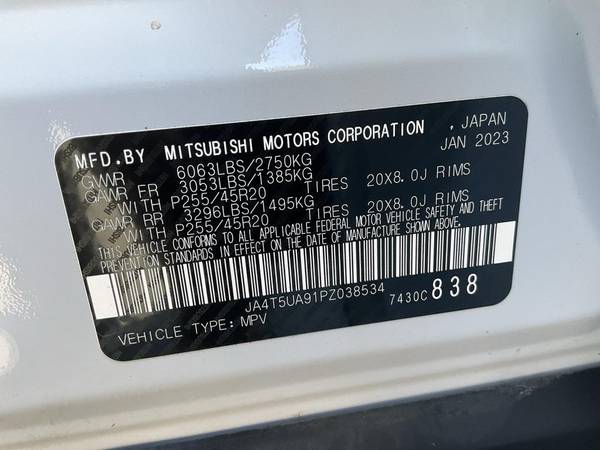 MFD.BY MITSUBISHI MOTORS CORPORATION , JAPAN
JAN 2023
GVWR 6063LBS/2750KG
GAWR FR 3053LBS/1385KG
WITH P255/45R20 TIRES 20X8.0J RIMS
GAWR RR 3296LBS/1495KG
WITH P255/45R20 TIRES 20X8.0J RIMS
THIS VEHICLE CONFORMS TO ALL APPLICABLE FEDERAL MOTOR VEHICLE SAFETY AND THEFT
PREVENTION STANDARDS IN EFFECT ON THE DATE OF MANUFACTURE SHOWN ABOVE.
JA4T5UA91PZ038534 7430C 838
VEHICLE TYPE: MPV